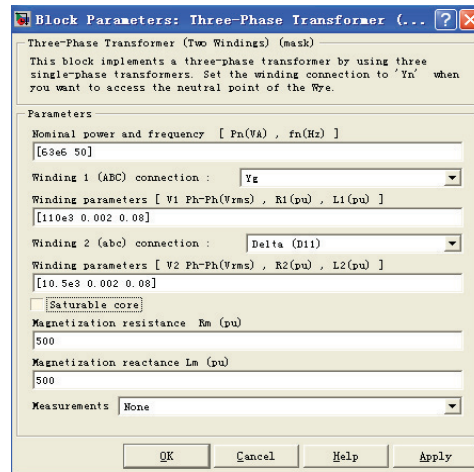 Block Parameters: Three-Phase Transformer (...
Three-Phase Transformer (Two Windings) (mask)
This block implements a three-phase transformer by using three
single-phase transformers. Set the winding connection to 'Yn' when
you want to access the neutral point of the Wye.
Parameters
Nominal power and frequency [ Pn(VA) , fn(Hz) ]
[63e6 50]
Winding 1 (ABC) connection : Yg
Winding parameters [ V1 Ph-Ph(Vrms) , R1(pu) , L1(pu) ]
[110e3 0.002 0.08]
Winding 2 (abc) connection : Delta (D11)
Winding parameters [ V2 Ph-Ph(Vrms) , R2(pu) , L2(pu) ]
[10.5e3 0.002 0.08]
Saturable core
Magnetization resistance Rm (pu)
500
Magnetization reactance Lm (pu)
500
Measurements None
OK Cancel Help Apply